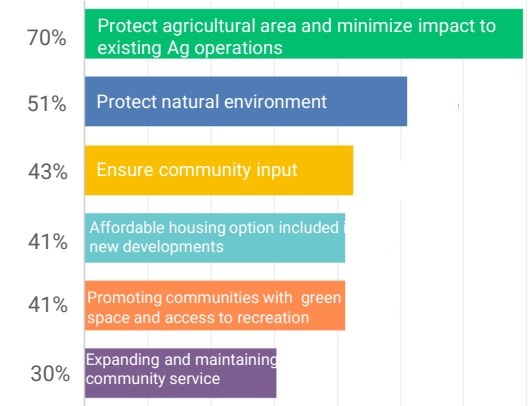 70%
Protect agricultural area and minimize impact to
existing Ag operations
51%
Protect natural environment
43%
Ensure community input
41%
Affordable housing option included i
new developments
41%
Promoting communities with green
space and access to recreation
30%
Expanding and maintaining
community service